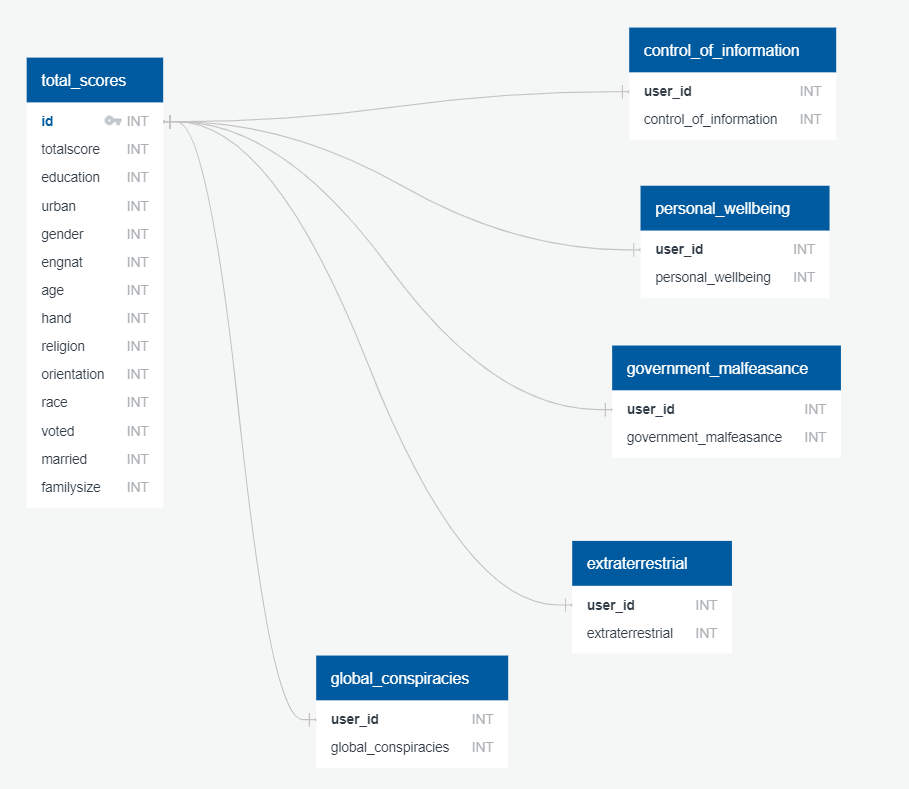 total_scores
id INT
totalscore INT
education INT
urban INT
gender INT
engnat INT
age INT
hand INT
religion INT
orientation INT
race INT
voted INT
married INT
familysize INT
control_of_information
user_id INT
control_of_information INT
personal_wellbeing
user_id INT
personal_wellbeing INT
government_malfeasance
user_id INT
government_malfeasance INT
extraterrestrial
user_id INT
extraterrestrial INT
global_conspiracies
user_id INT
global_conspiracies INT